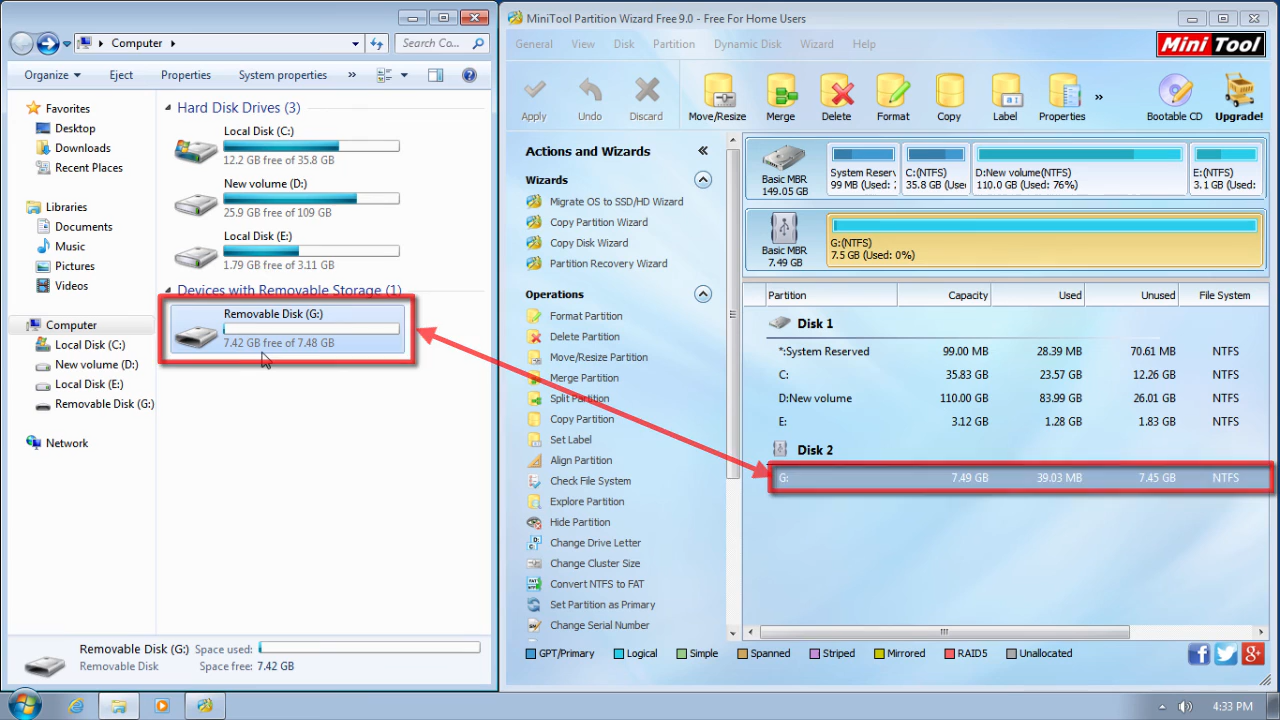 Computer
Search Co...
Organize
Eject
Properties
System properties
»
Favorites
Desktop
Downloads
Recent Places
Libraries
Documents
Music
Pictures
Videos
Computer
Local Disk (C:)
New volume (D:)
Local Disk (E:)
Removable Disk (G:)
Network
Hard Disk Drives (3)
Local Disk (C:)
12.2 GB free of 35.8 GB
New volume (D:)
25.9 GB free of 109 GB
Local Disk (E:)
1.79 GB free of 3.11 GB
Devices with Removable Storage (1)
Removable Disk (G:)
7.42 GB free of 7.48 GB
Removable Disk (G:) Space used:
Removable Disk Space free: 7.42 GB
MiniTool Partition Wizard Free 9.0 - Free For Home Users
General View Disk Partition Dynamic Disk Wizard Help
Mini Tool
Apply Undo Discard Move/Resize Merge Delete Format Copy Label Properties » Bootable CD Upgrade!
Actions and Wizards
Wizards
Migrate OS to SSD/HD Wizard
Copy Partition Wizard
Copy Disk Wizard
Partition Recovery Wizard
Operations
Format Partition
Delete Partition
Move/Resize Partition
Merge Partition
Split Partition
Copy Partition
Set Label
Align Partition
Check File System
Explore Partition
Hide Partition
Change Drive Letter
Change Cluster Size
Convert NTFS to FAT
Set Partition as Primary
Change Serial Number
Basic MBR
149.05 GB
System Reserv
99 MB (Used: 2
C:(NTFS)
35.8 GB (Used
D:New volume(NTFS)
110.0 GB (Used: 76%)
E:(NTFS)
3.1 GB (Used:
Basic MBR
7.49 GB
G:(NTFS)
7.5 GB (Used: 0%)
Partition Capacity Used Unused File System
Disk 1
*:System Reserved 99.00 MB 28.39 MB 70.61 MB NTFS
C: 35.83 GB 23.57 GB 12.26 GB NTFS
D:New volume 110.00 GB 83.99 GB 26.01 GB NTFS
E: 3.12 GB 1.28 GB 1.83 GB NTFS
Disk 2
G: 7.49 GB 39.03 MB 7.45 GB NTFS
GPT/Primary Logical Simple Spanned Striped Mirrored RAID5 Unallocated
4:33 PM